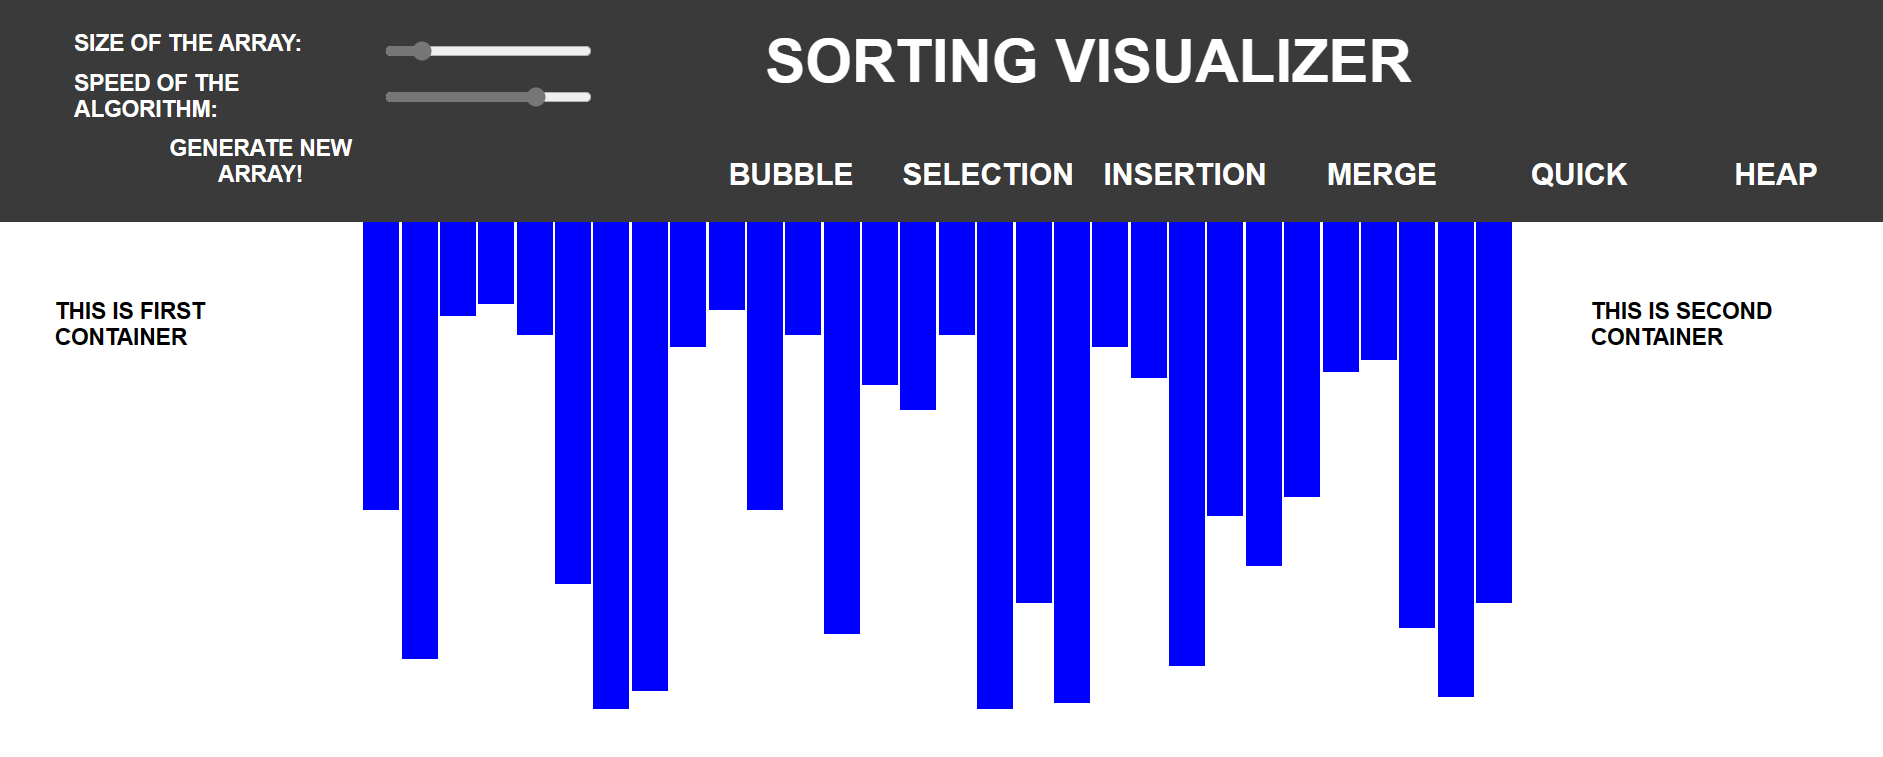 SIZE OF THE ARRAY:
SPEED OF THE
ALGORITHM:
GENERATE NEW
ARRAY!
SORTING VISUALIZER
BUBBLE
SELECTION
INSERTION
MERGE
QUICK
HEAP
THIS IS FIRST
CONTAINER
THIS IS SECOND
CONTAINER